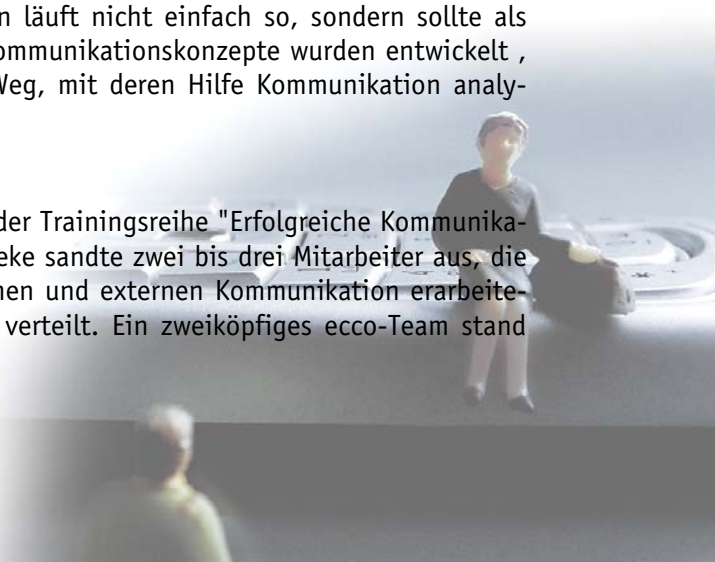 n läuft nicht einfach so, sondern sollte als
ommunikationskonzepte wurden entwickelt ,
Weg, mit deren Hilfe Kommunikation analy-
der Trainingsreihe "Erfolgreiche Kommunika-
eke sandte zwei bis drei Mitarbeiter aus, die
nen und externen Kommunikation erarbeite-
verteilt. Ein zweiköpfiges ecco-Team stand